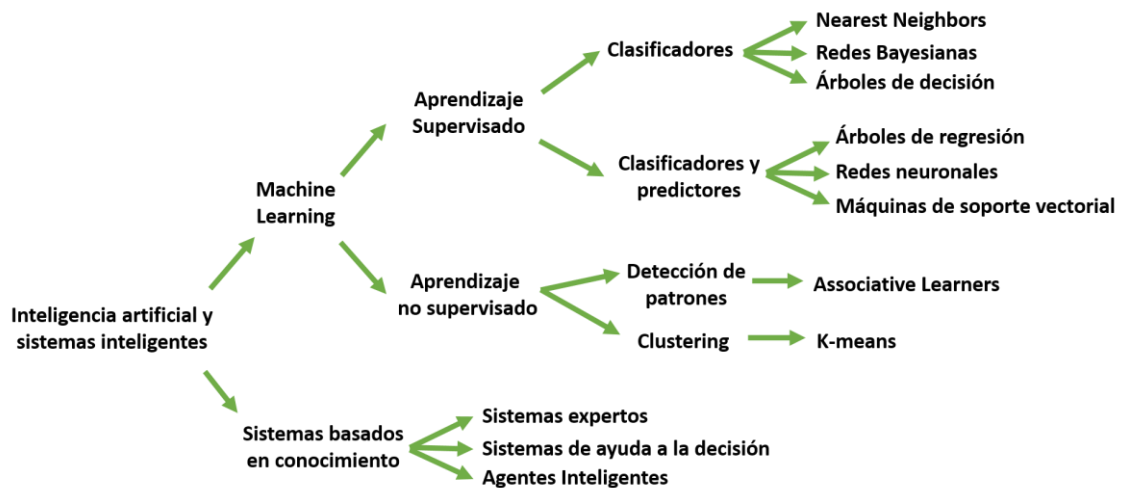 Inteligencia artificial y
sistemas inteligentes
Machine
Learning
Aprendizaje
Supervisado
Clasificadores
Nearest Neighbors
Redes Bayesianas
Árboles de decisión
Clasificadores y
predictores
Árboles de regresión
Redes neuronales
Máquinas de soporte vectorial
Aprendizaje
no supervisado
Detección de
patrones
Associative Learners
Clustering
K-means
Sistemas basados
en conocimiento
Sistemas expertos
Sistemas de ayuda a la decisión
Agentes Inteligentes